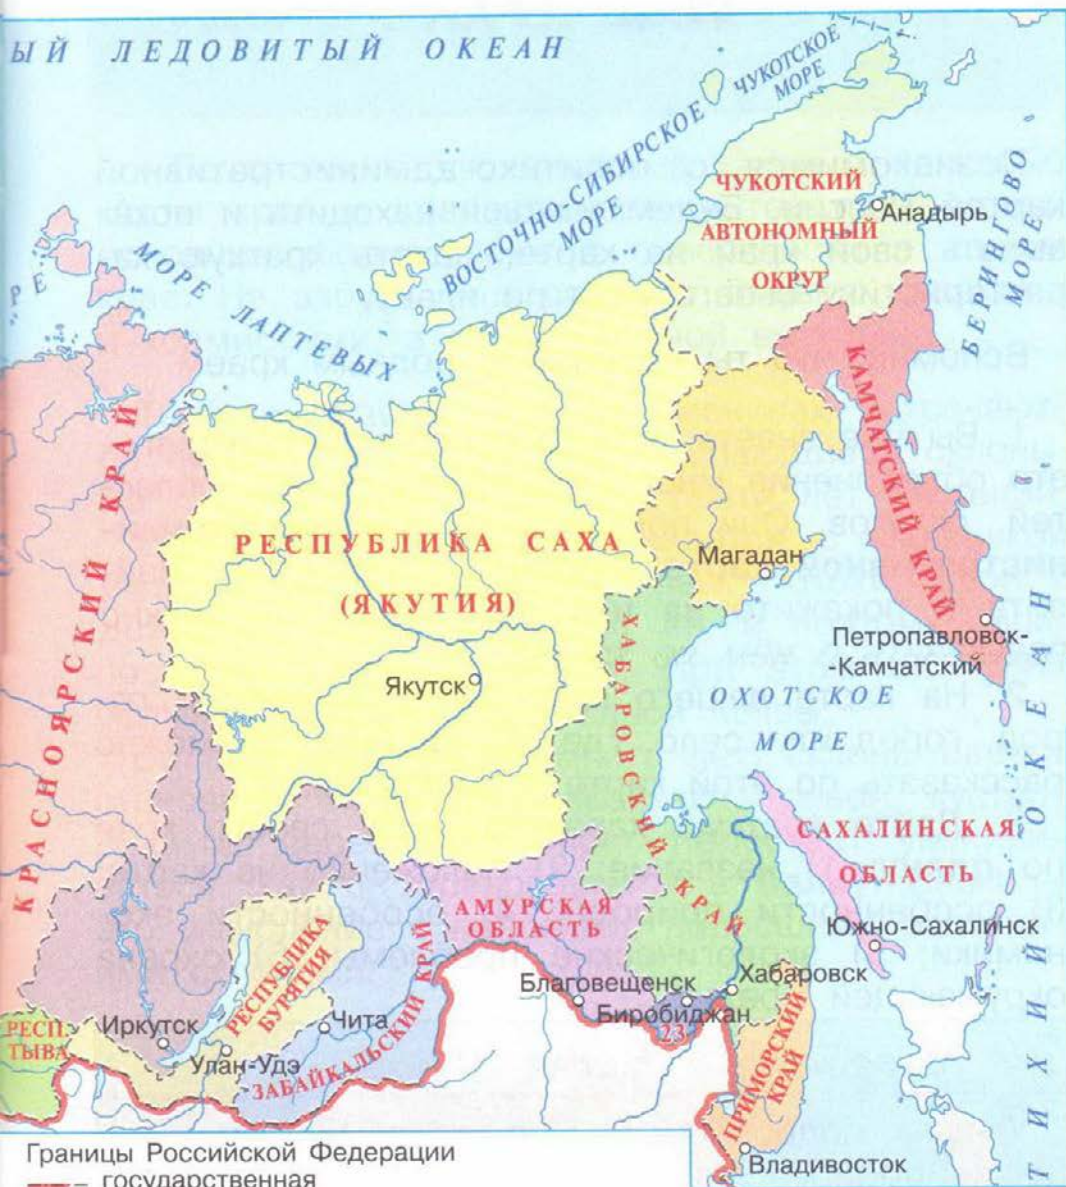 ЫЙ ЛЕДОВИТЫЙ ОКЕАН
ЧУКОТСКОЕ
МОРЕ
ВОСТОЧНО-СИБИРСКОЕ
МОРЕ
ЧУКОТСКИЙ
АВТОНОМНЫЙ
ОКРУГ
Анадырь
БЕРИНГОВО
МОРЕ
РЕ
МОРЕ
ЛАПТЕВЫХ
КРАСНОЯРСКИЙ КРАЙ
КАМЧАТСКИЙ КРАЙ
РЕСПУБЛИКА САХА
(ЯКУТИЯ)
Магадан
Петропавловск-
-Камчатский
Якутск
ХАБАРОВСКИЙ
КРАЙ
ОХОТСКОЕ
МОРЕ
САХАЛИНСКАЯ
ОБЛАСТЬ
Южно-Сахалинск
АМУРСКАЯ
ОБЛАСТЬ
Благовещенск
Хабаровск
Биробиджан
23
РЕСПУБЛИКА
БУРЯТИЯ
РЕСП.
ТЫВА
Иркутск
Чита
Улан-Удэ
ЗАБАЙКАЛЬСКИЙ КРАЙ
ПРИМОРСКИЙ
КРАЙ
Владивосток
ТИХИЙ ОКЕАН
Границы Российской Федерации
государственная